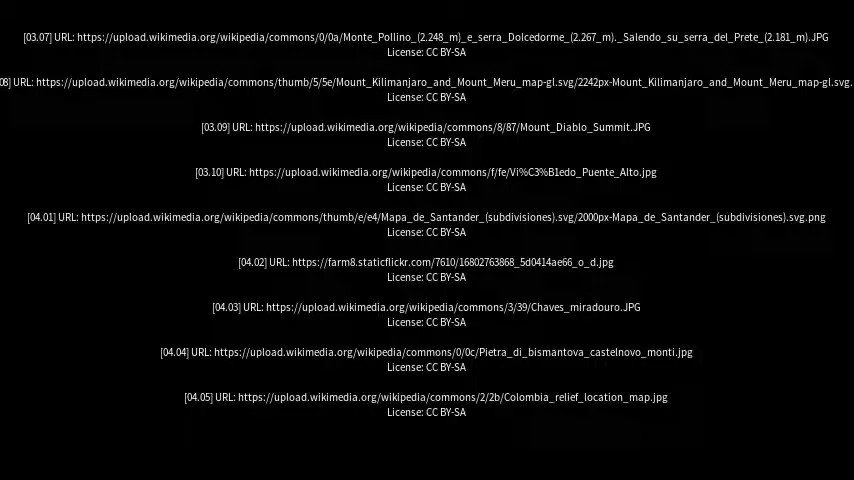 [03.07] URL: https://upload.wikimedia.org/wikipedia/commons/0/0a/Monte_Pollino_(2.248_m)_e_serra_Dolcedorme_(2.267_m)._Salendo_su_serra_del_Prete_(2.181_m).JPG
License: CC BY-SA
08] URL: https://upload.wikimedia.org/wikipedia/commons/thumb/5/5e/Mount_Kilimanjaro_and_Mount_Meru_map-gl.svg/2242px-Mount_Kilimanjaro_and_Mount_Meru_map-gl.svg.
License: CC BY-SA
[03.09] URL: https://upload.wikimedia.org/wikipedia/commons/8/87/Mount_Diablo_Summit.JPG
License: CC BY-SA
[03.10] URL: https://upload.wikimedia.org/wikipedia/commons/f/fe/Vi%C3%B1edo_Puente_Alto.jpg
License: CC BY-SA
[04.01] URL: https://upload.wikimedia.org/wikipedia/commons/thumb/e/e4/Mapa_de_Santander_(subdivisiones).svg/2000px-Mapa_de_Santander_(subdivisiones).svg.png
License: CC BY-SA
[04.02] URL: https://farm8.staticflickr.com/7610/16802763868_5d0414ae66_o_d.jpg
License: CC BY-SA
[04.03] URL: https://upload.wikimedia.org/wikipedia/commons/3/39/Chaves_miradouro.JPG
License: CC BY-SA
[04.04] URL: https://upload.wikimedia.org/wikipedia/commons/0/0c/Pietra_di_bismantova_castelnovo_monti.jpg
License: CC BY-SA
[04.05] URL: https://upload.wikimedia.org/wikipedia/commons/2/2b/Colombia_relief_location_map.jpg
License: CC BY-SA